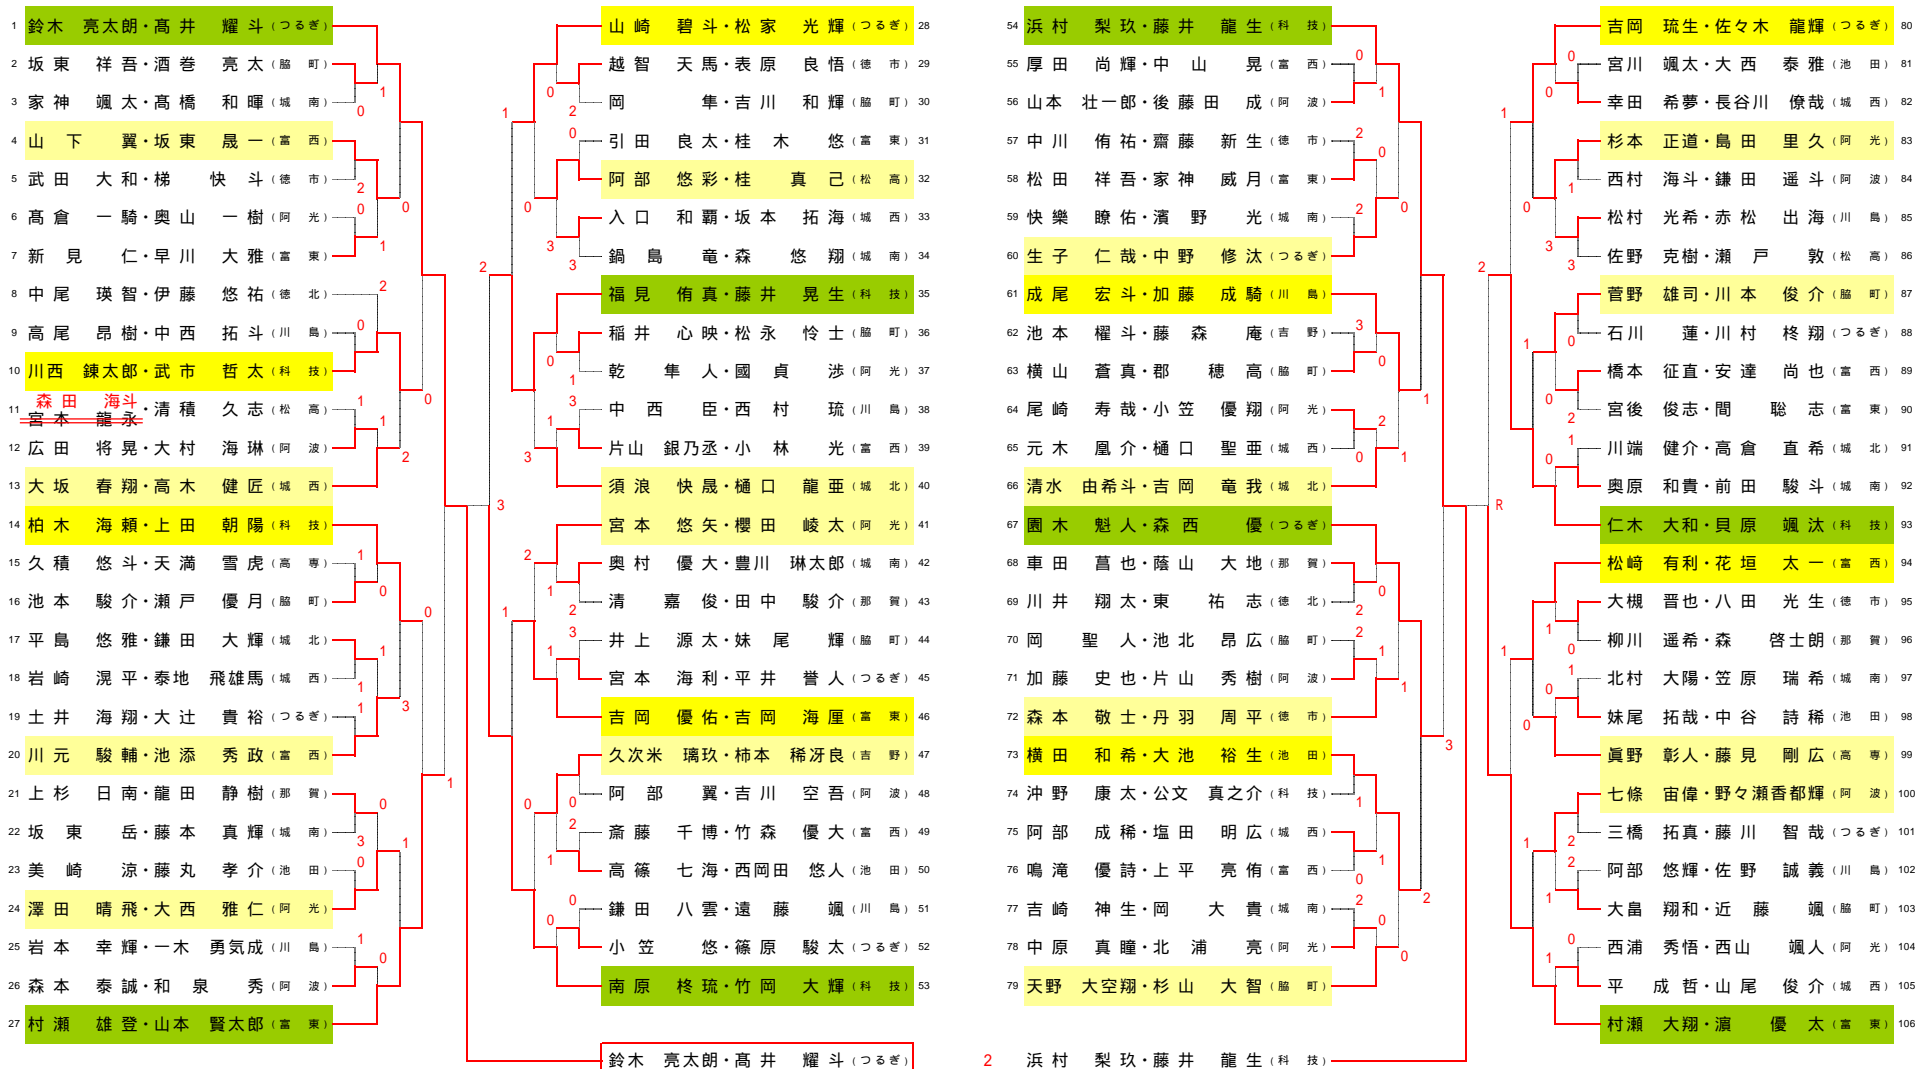 1 鈴木 亮太朗・髙井 耀斗 (つるぎ)
2 坂東 祥吾・酒巻 亮太 (脇町)
3 家神 颯太・髙橋 和暉 (城南)
4 山下 翼・坂東 晟一 (富西)
5 武田 大和・梯 快斗 (徳市)
6 髙倉 一騎・奥山 一樹 (阿光)
7 新見 仁・早川 大雅 (富東)
8 中尾 瑛智・伊藤 悠祐 (徳北)
9 高尾 昂樹・中西 拓斗 (川島)
10 川西 錬太郎・武市 哲太 (科技)
森田 海斗
11 宮本 龍永・清積 久志 (松高)
12 広田 将晃・大村 海琳 (阿波)
13 大坂 春翔・高木 健匠 (城西)
14 柏木 海頼・上田 朝陽 (科技)
15 久積 悠斗・天満 雪虎 (高専)
16 池本 駿介・瀬戸 優月 (脇町)
17 平島 悠雅・鎌田 大輝 (城北)
18 岩崎 滉平・泰地 飛雄馬 (城西)
19 土井 海翔・大辻 貴裕 (つるぎ)
20 川元 駿輔・池添 秀政 (富西)
21 上杉 日南・龍田 静樹 (那賀)
22 坂東 岳・藤本 真輝 (城南)
23 美崎 涼・藤丸 孝介 (池田)
24 澤田 晴飛・大西 雅仁 (阿光)
25 岩本 幸輝・一木 勇気成 (川島)
26 森本 泰誠・和泉 秀 (阿波)
27 村瀬 雄登・山本 賢太郎 (富東)
山崎 碧斗・松家 光輝 (つるぎ) 28
越智 天馬・表原 良悟 (徳市) 29
岡 隼・吉川 和輝 (脇町) 30
引田 良太・桂木 悠 (富東) 31
阿部 悠彩・桂 真己 (松高) 32
入口 和覇・坂本 拓海 (城西) 33
鍋島 竜・森 悠翔 (城南) 34
福見 侑真・藤井 晃生 (科技) 35
稲井 心映・松永 怜士 (脇町) 36
乾 隼人・國貞 渉 (阿光) 37
中西 臣・西村 琉 (川島) 38
片山 銀乃丞・小林 光 (富西) 39
須浪 快晟・樋口 龍亜 (城北) 40
宮本 悠矢・櫻田 崚太 (阿光) 41
奥村 優大・豊川 琳太郎 (城南) 42
清 嘉俊・田中 駿介 (那賀) 43
井上 源太・妹尾 輝 (脇町) 44
宮本 海利・平井 誉人 (つるぎ) 45
吉岡 優佑・吉岡 海厘 (富東) 46
久次米 璃玖・柿本 稀冴良 (吉野) 47
阿部 翼・吉川 空吾 (阿波) 48
斎藤 千博・竹森 優大 (富西) 49
高篠 七海・西岡田 悠人 (池田) 50
鎌田 八雲・遠藤 颯 (川島) 51
小笠 悠・篠原 駿太 (つるぎ) 52
南原 柊琉・竹岡 大輝 (科技) 53
鈴木 亮太朗・髙井 耀斗 (つるぎ)
54 浜村 梨玖・藤井 龍生 (科技)
55 厚田 尚輝・中山 晃 (富西)
56 山本 壮一郎・後藤田 成 (阿波)
57 中川 侑祐・齋藤 新生 (徳市)
58 松田 祥吾・家神 威月 (富東)
59 快樂 瞭佑・濱野 光 (城南)
60 生子 仁哉・中野 修汰 (つるぎ)
61 成尾 宏斗・加藤 成騎 (川島)
62 池本 櫂斗・藤森 庵 (吉野)
63 横山 蒼真・郡 穂高 (脇町)
64 尾崎 寿哉・小笠 優翔 (阿光)
65 元木 凰介・樋口 聖亜 (城西)
66 清水 由希斗・吉岡 竜我 (城北)
67 園木 魁人・森西 優 (つるぎ)
68 車田 菖也・蔭山 大地 (那賀)
69 川井 翔太・東 祐志 (徳北)
70 岡 聖人・池北 昂広 (脇町)
71 加藤 史也・片山 秀樹 (阿波)
72 森本 敬士・丹羽 周平 (徳市)
73 横田 和希・大池 裕生 (池田)
74 沖野 康太・公文 真之介 (科技)
75 阿部 成稀・塩田 明広 (城西)
76 鳴滝 優詩・上平 亮侑 (富西)
77 吉崎 神生・岡 大貴 (城南)
78 中原 真瞳・北浦 亮 (阿光)
79 天野 大空翔・杉山 大智 (脇町)
2 浜村 梨玖・藤井 龍生 (科技)
吉岡 琉生・佐々木 龍輝 (つるぎ) 80
宮川 颯太・大西 泰雅 (池田) 81
幸田 希夢・長谷川 僚哉 (城西) 82
杉本 正道・島田 里久 (阿光) 83
西村 海斗・鎌田 遥斗 (阿波) 84
松村 光希・赤松 出海 (川島) 85
佐野 克樹・瀬戸 敦 (松高) 86
菅野 雄司・川本 俊介 (脇町) 87
石川 蓮・川村 柊翔 (つるぎ) 88
橋本 征直・安達 尚也 (富西) 89
宮後 俊志・間 聡志 (富東) 90
川端 健介・高倉 直希 (城北) 91
奥原 和貴・前田 駿斗 (城南) 92
仁木 大和・貝原 颯汰 (科技) 93
松﨑 有利・花垣 太一 (富西) 94
大槻 晋也・八田 光生 (徳市) 95
柳川 遥希・森 啓士朗 (那賀) 96
北村 大陽・笠原 瑞希 (城南) 97
妹尾 拓哉・中谷 詩稀 (池田) 98
眞野 彰人・藤見 剛広 (高専) 99
七條 宙偉・野々瀬香都輝 (阿波) 100
三橋 拓真・藤川 智哉 (つるぎ) 101
阿部 悠輝・佐野 誠義 (川島) 102
大畠 翔和・近藤 颯 (脇町) 103
西浦 秀悟・西山 颯人 (阿光) 104
平 成哲・山尾 俊介 (城西) 105
村瀬 大翔・濵 優太 (富東) 106